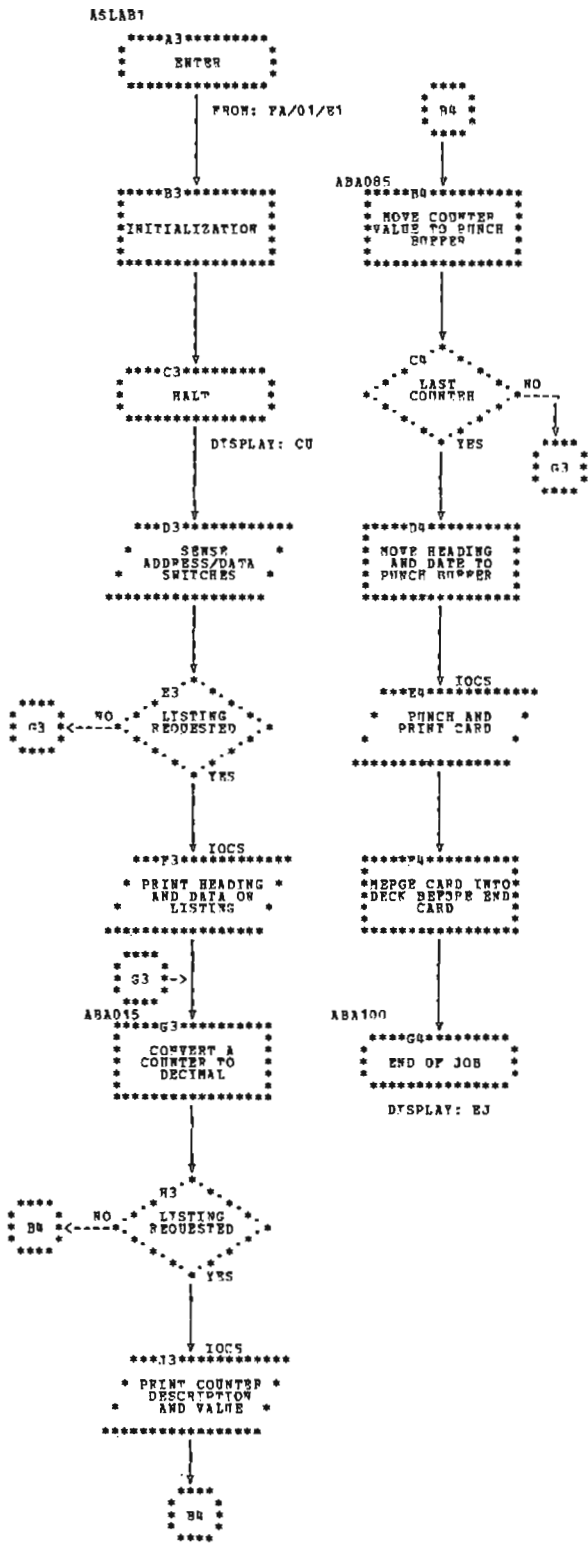 ASLAB1
A3
ENTER
FROM: FA/01/E1
B3
INITIALIZATION
C3
HALT
DISPLAY: CU
D3
SENSE
ADDRESS/DATA
SWITCHES
E3
LISTING
REQUESTED
NO
G3
YES
IOCS
F3
PRINT HEADING
AND DATA ON
LISTING
G3
ABA015
G3
CONVERT A
COUNTER TO
DECIMAL
H3
LISTING
REQUESTED
NO
B4
YES
IOCS
J3
PRINT COUNTER
DESCRIPTION
AND VALUE
B4
B4
ABA085
B4
MOVE COUNTER
VALUE TO PUNCH
BUFFER
C4
LAST
COUNTER
NO
G3
YES
D4
MOVE HEADING
AND DATE TO
PUNCH BUFFER
IOCS
E4
PUNCH AND
PRINT CARD
F4
MERGE CARD INTO
DECK BEFORE END
CARD
ABA100
G4
END OF JOB
DISPLAY: EJ